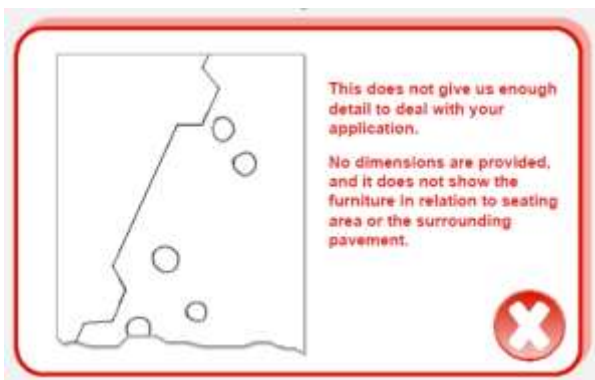 This does not give us enough
detail to deal with your
application.
No dimensions are provided,
and it does not show the
furniture in relation to seating
area or the surrounding
pavement.